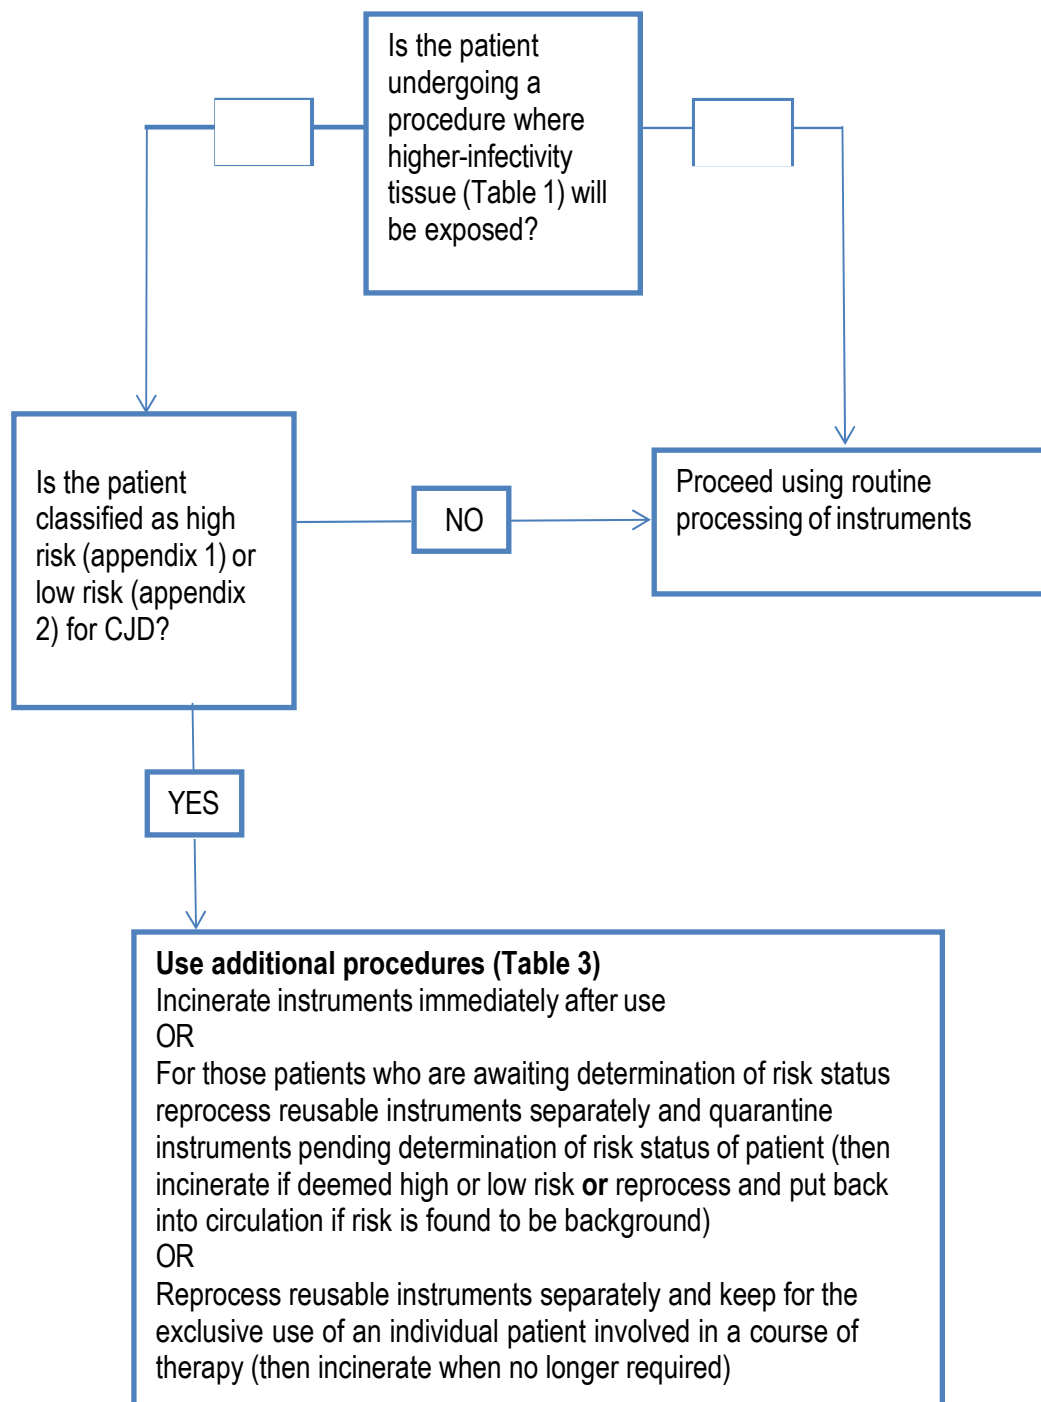 Is the patient
undergoing a
procedure where
higher-infectivity
tissue (Table 1) will
be exposed?
Is the patient
classified as high
risk (appendix 1) or
low risk (appendix
2) for CJD?
NO
Proceed using routine
processing of instruments
YES
Use additional procedures (Table 3)
Incinerate instruments immediately after use
OR
For those patients who are awaiting determination of risk status
reprocess reusable instruments separately and quarantine
instruments pending determination of risk status of patient (then
incinerate if deemed high or low risk or reprocess and put back
into circulation if risk is found to be background)
OR
Reprocess reusable instruments separately and keep for the
exclusive use of an individual patient involved in a course of
therapy (then incinerate when no longer required)